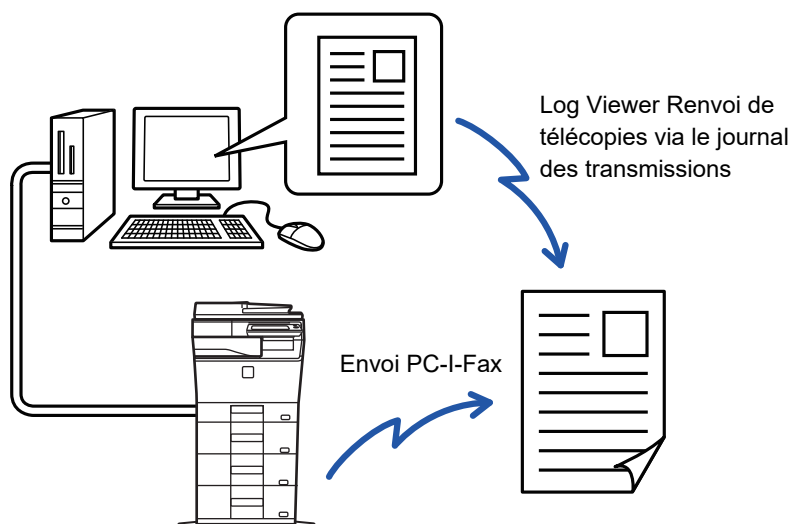 Log Viewer Renvoi de
télécopies via le journal
des transmissions
Envoi PC-I-Fax